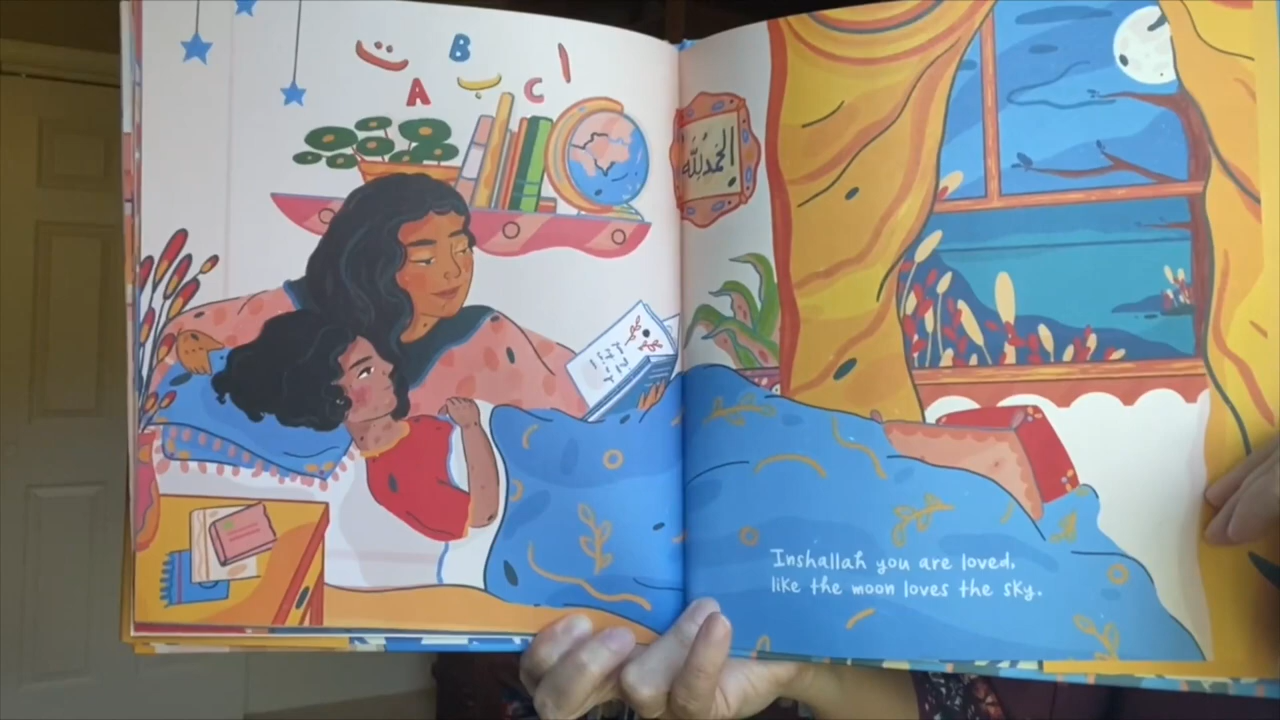 ت B ا
A ب C
الحمد لله
Inshallah you are loved,
like the moon loves the sky.